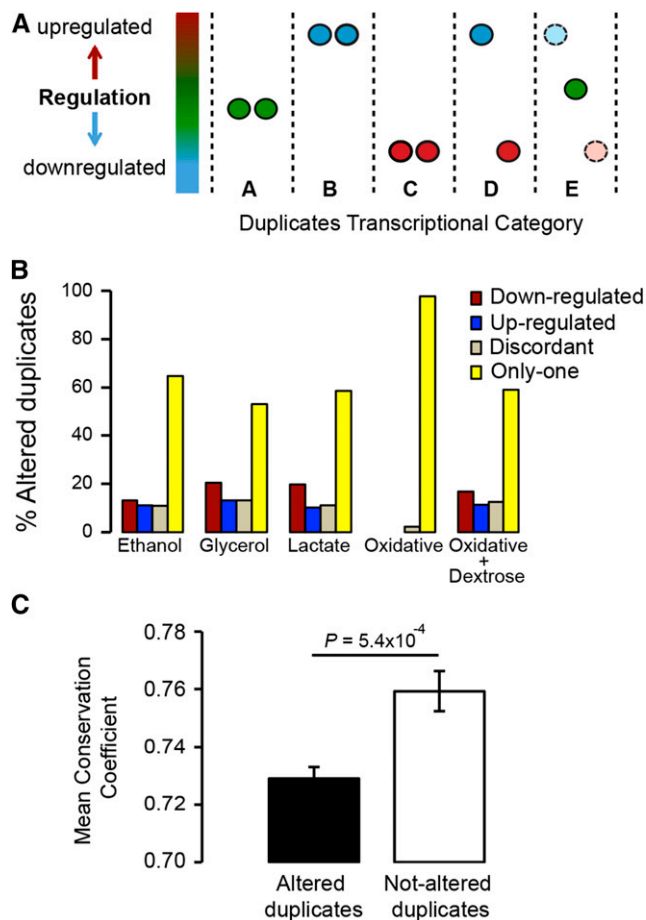 A
upregulated
Regulation
downregulated
A B C D E
Duplicates Transcriptional Category
B
% Altered duplicates
100
80
60
40
20
0
Down-regulated
Up-regulated
Discordant
Only-one
Ethanol Glycerol Lactate Oxidative Oxidative
+
Dextrose
C
Mean Conservation
Coefficient
0.78
0.76
0.74
0.72
0.70
P = 5.4x10⁻⁴
Altered Not-altered
duplicates duplicates